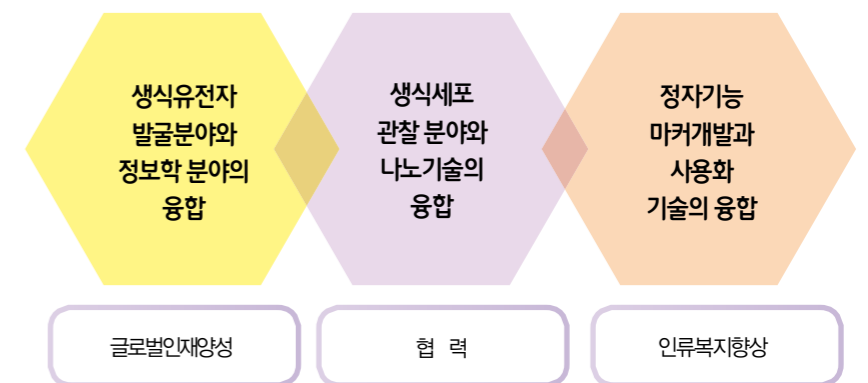 생식유전자
발굴분야와
정보학 분야의
융합
생식세포
관찰 분야와
나노기술의
융합
정자기능
마커개발과
사용화
기술의 융합
글로벌인재양성
협 력
인류복지향상